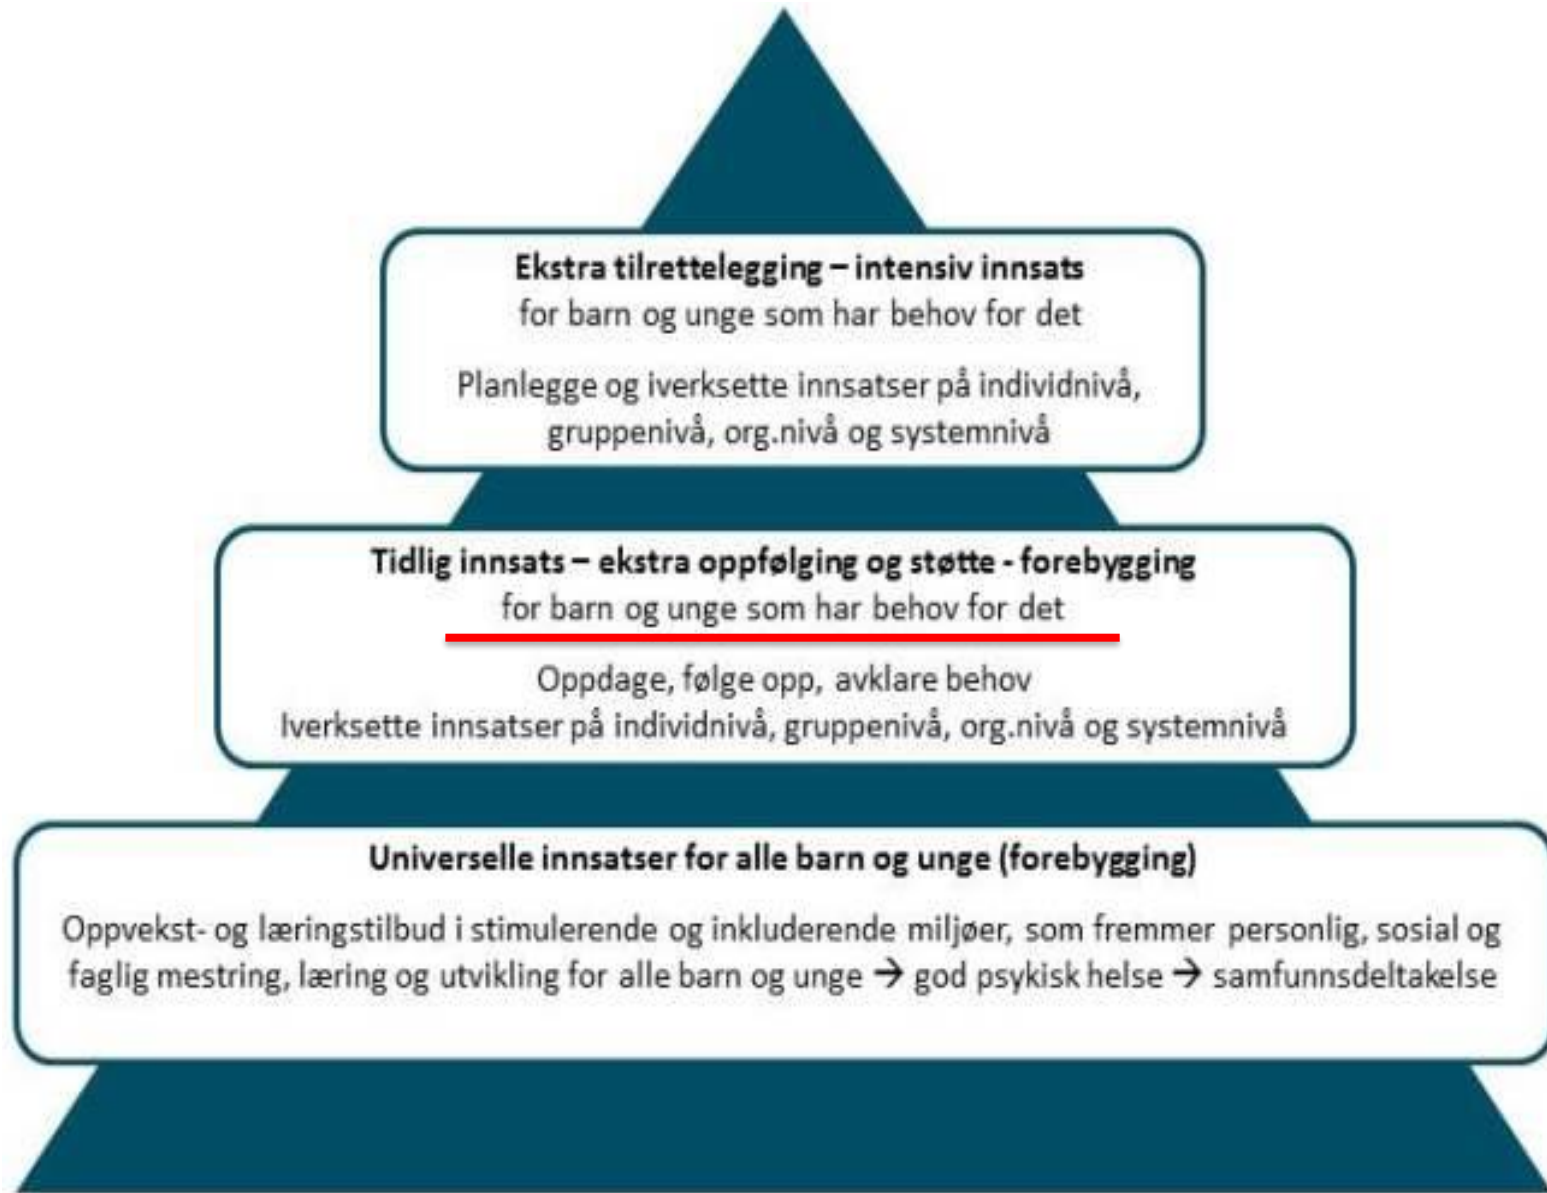 Ekstra tilrettelegging – intensiv innsats
for barn og unge som har behov for det
Planlegge og iverksette innsatser på individnivå,
gruppenivå, org.nivå og systemnivå
Tidlig innsats – ekstra oppfølging og støtte - forebygging
for barn og unge som har behov for det
Oppdage, følge opp, avklare behov
Iverksette innsatser på individnivå, gruppenivå, org.nivå og systemnivå
Universelle innsatser for alle barn og unge (forebygging)
Oppvekst- og læringstilbud i stimulerende og inkluderende miljøer, som fremmer personlig, sosial og
faglig mestring, læring og utvikling for alle barn og unge → god psykisk helse → samfunnsdeltakelse